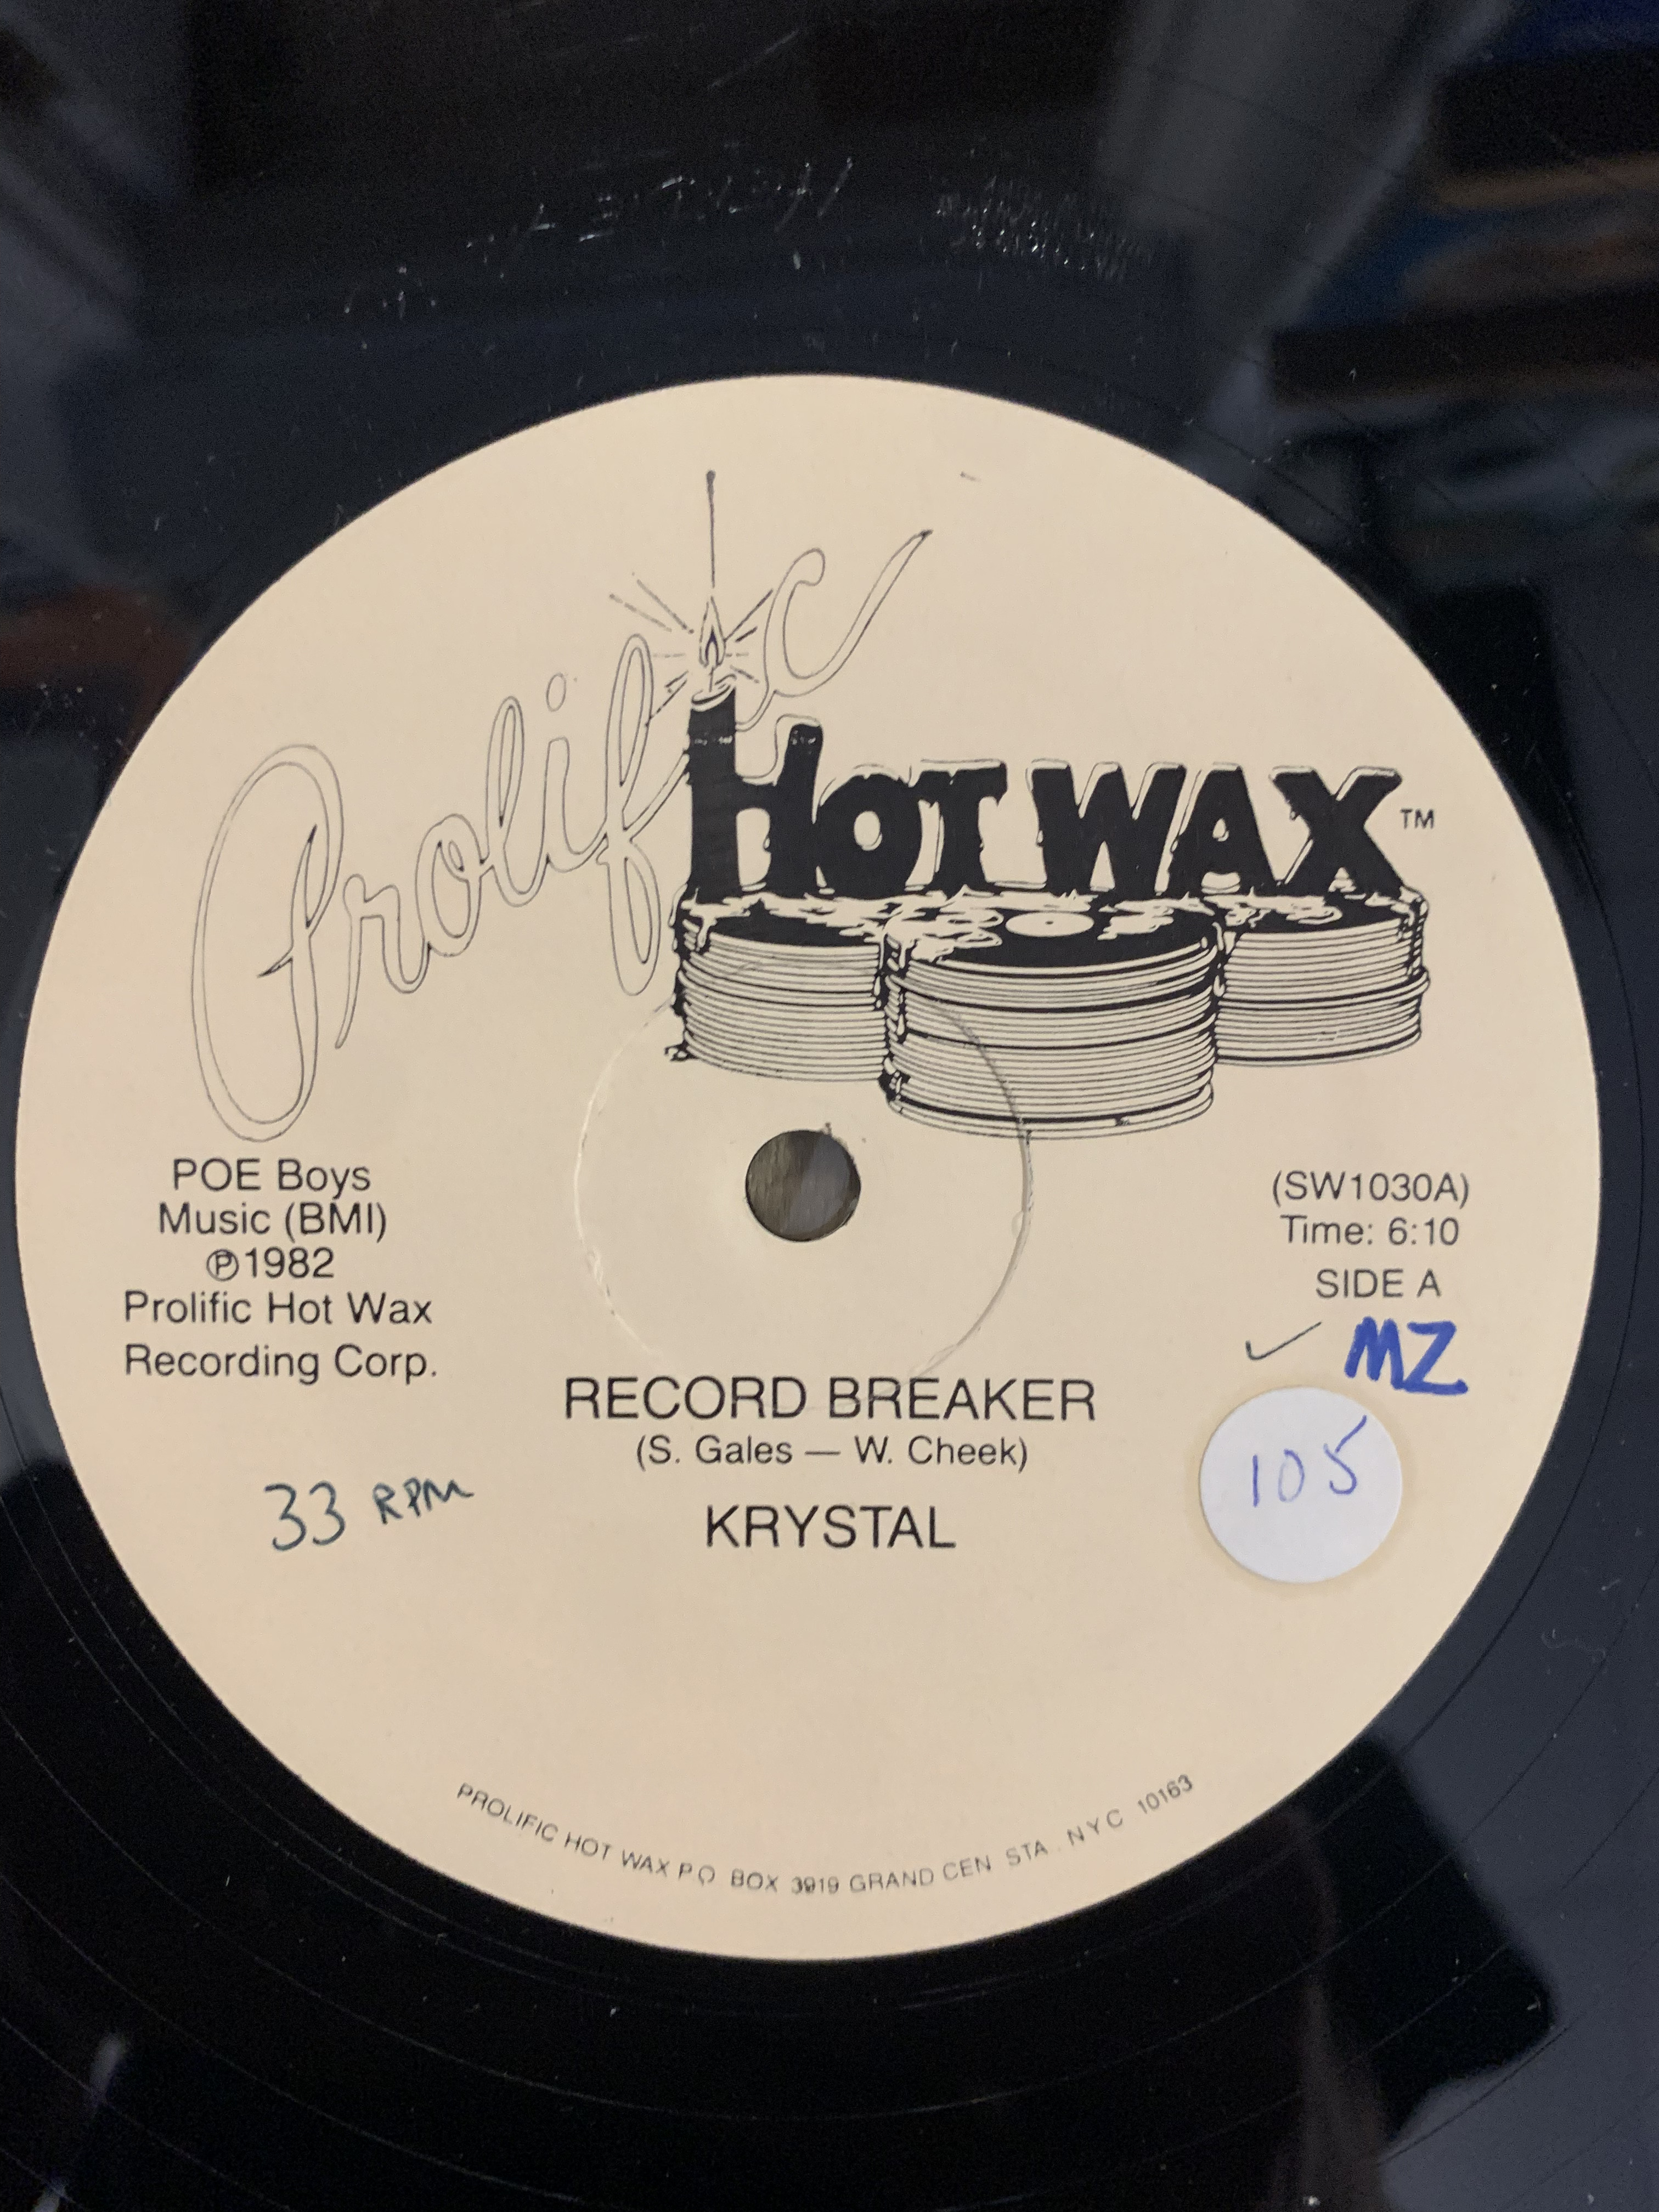 Prolific
HOT WAX™
POE Boys
Music (BMI)
℗1982
Prolific Hot Wax
Recording Corp.
(SW1030A)
Time: 6:10
SIDE A
✓ MZ
105
RECORD BREAKER
(S. Gales — W. Cheek)
KRYSTAL
33 RPM
PROLIFIC HOT WAX P.O. BOX 3919 GRAND CEN. STA. NYC 10163